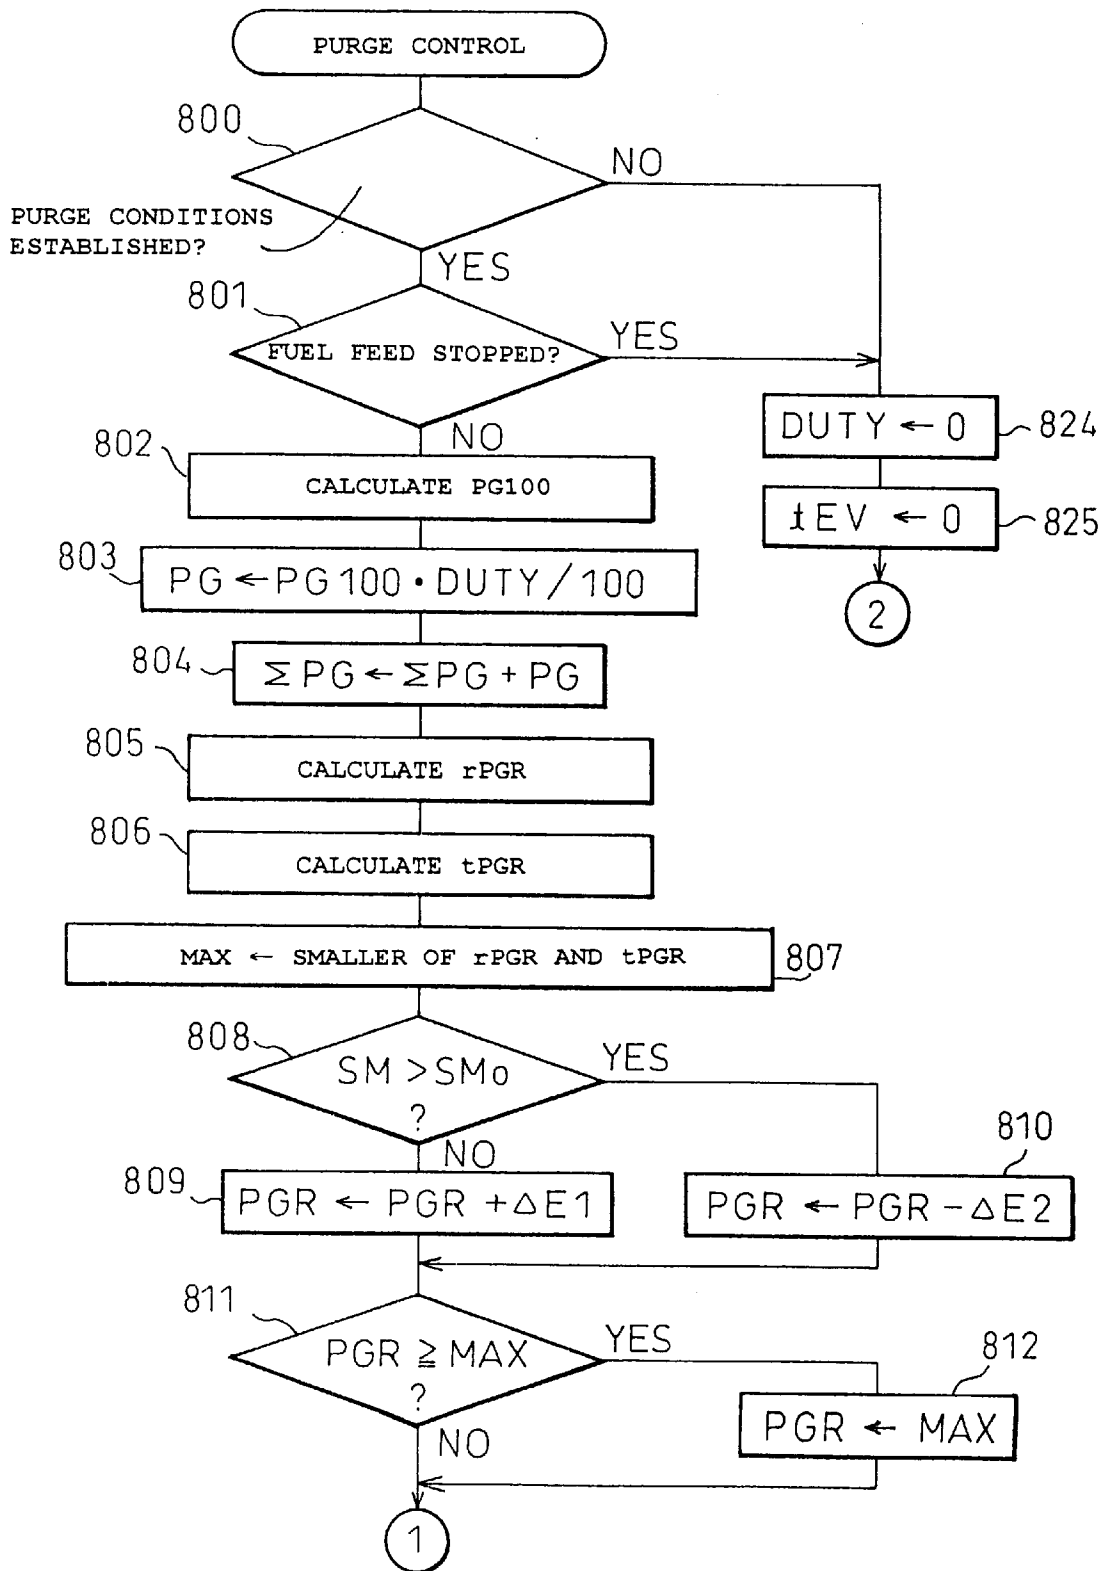 PURGE CONTROL
800
NO
PURGE CONDITIONS
ESTABLISHED?
YES
801
FUEL FEED STOPPED?
YES
NO
DUTY ← 0
824
802
CALCULATE PG100
tEV ← 0
825
803
PG ← PG100 · DUTY / 100
2
804
ΣPG ← ΣPG + PG
805
CALCULATE rPGR
806
CALCULATE tPGR
MAX ← SMALLER OF rPGR AND tPGR
807
808
SM > SMo
?
YES
NO
810
809
PGR ← PGR + ΔE1
PGR ← PGR - ΔE2
811
PGR ≧ MAX
?
YES
NO
812
PGR ← MAX
1